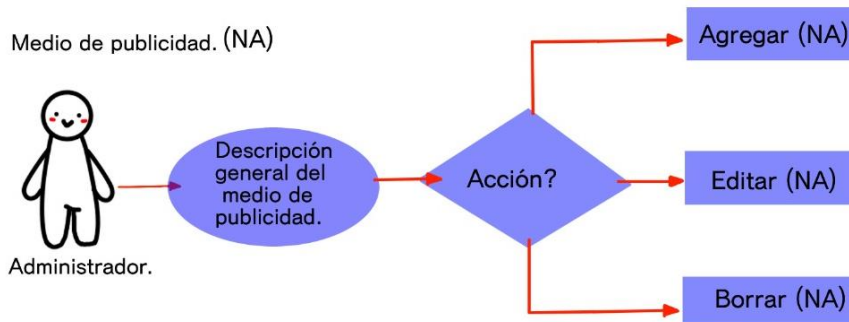 Medio de publicidad. (NA)
Administrador.
Descripción
general del
medio de
publicidad.
Acción?
Agregar (NA)
Editar (NA)
Borrar (NA)